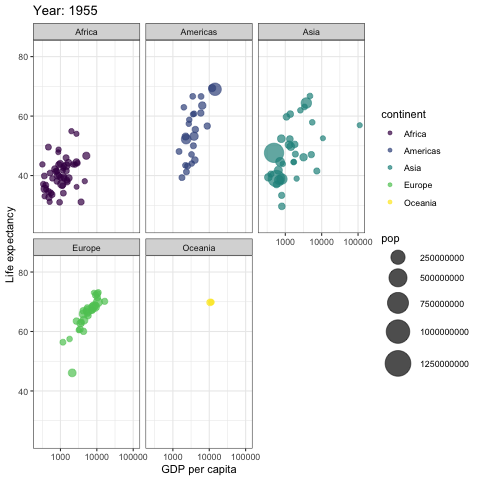 Year: 1955
Africa
Americas
Asia
80
60
40
1000
10000
100000
Europe
Oceania
80
60
40
1000
10000
100000
1000
10000
100000
Life expectancy
GDP per capita
continent
Africa
Americas
Asia
Europe
Oceania
pop
250000000
500000000
750000000
1000000000
1250000000